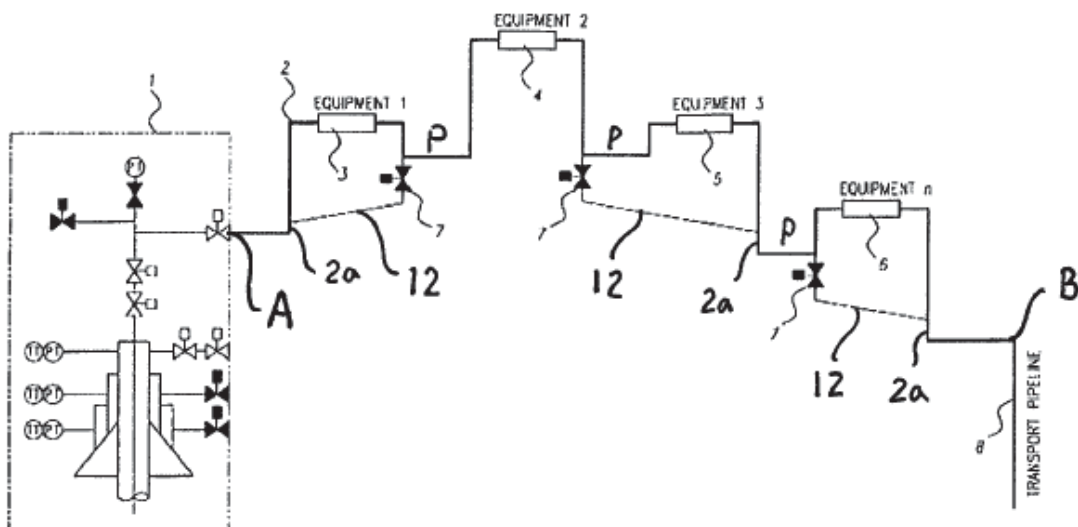 EQUIPMENT 2
1
2
EQUIPMENT 1
4
EQUIPMENT 3
P
P
PT
3
5
EQUIPMENT n
7
7
P
6
2a
12
A
12
2a
B
7
12
2a
TT PT
TT PT
TT PT
8
TRANSPORT PIPELINE